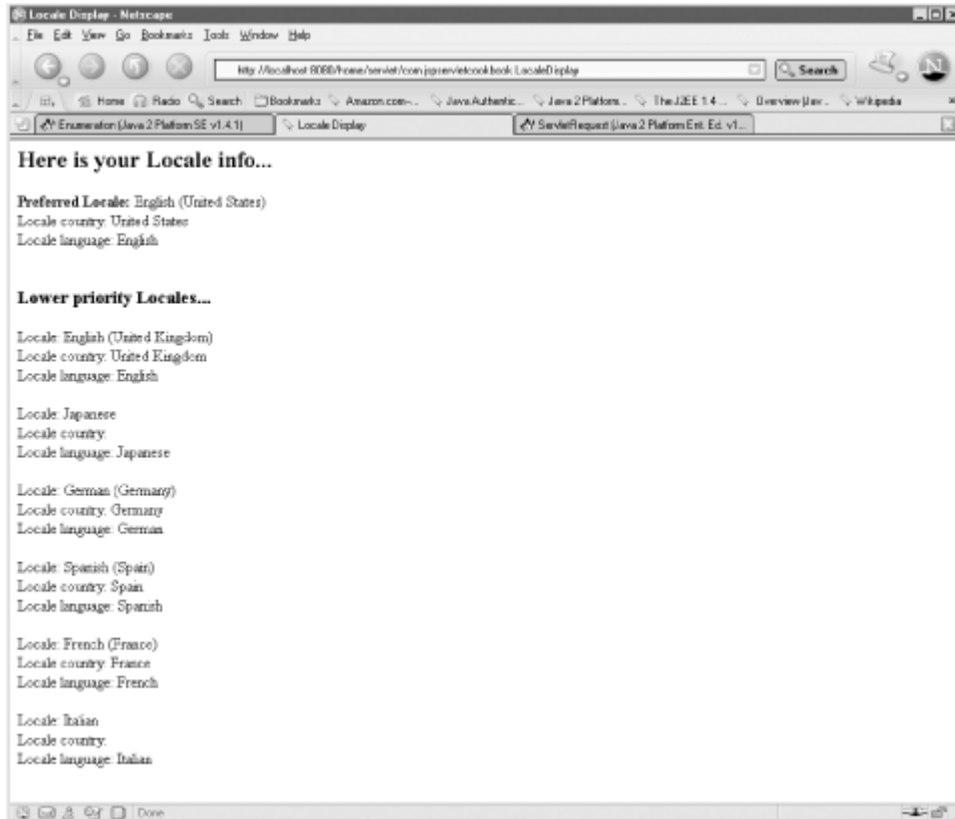 Locale Display - Netscape
File Edit View Go Bookmarks Tools Window Help
http://localhost:8080/home/servlet/com.jspservletcookbook.LocaleDisplay
Search
Home Radio Search Bookmarks Amazon.com... Java Authentic... Java 2 Platform... The J2EE 1.4 ... Overview (Jav... Wikipedia
Enumeration (Java 2 Platform SE v1.4.1)
Locale Display
ServletRequest (Java 2 Platform Ent. Ed. v1...
Here is your Locale info...
Preferred Locale: English (United States)
Locale country: United States
Locale language: English
Lower priority Locales...
Locale: English (United Kingdom)
Locale country: United Kingdom
Locale language: English
Locale: Japanese
Locale country:
Locale language: Japanese
Locale: German (Germany)
Locale country: Germany
Locale language: German
Locale: Spanish (Spain)
Locale country: Spain
Locale language: Spanish
Locale: French (France)
Locale country: France
Locale language: French
Locale: Italian
Locale country:
Locale language: Italian
Done